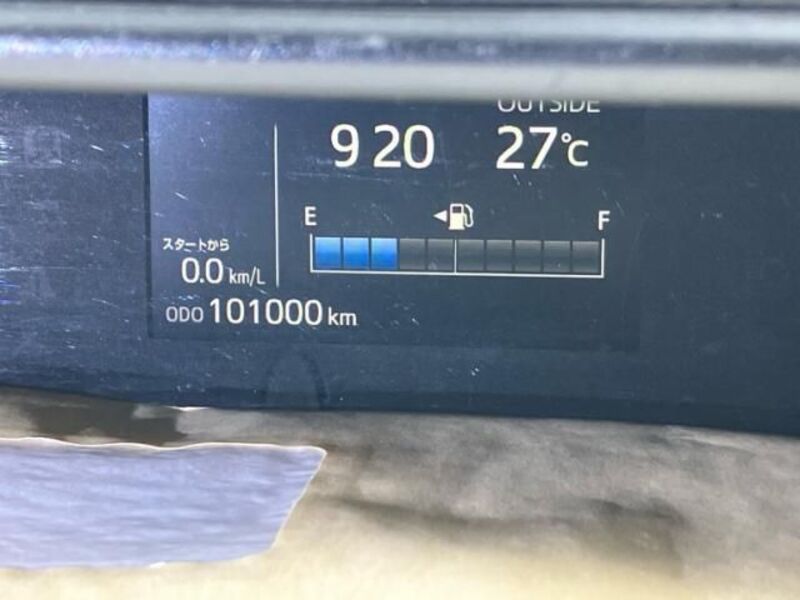 OUTSIDE
9 20 27℃
E F
スタートから
0.0 km/L
ODO 101000 km